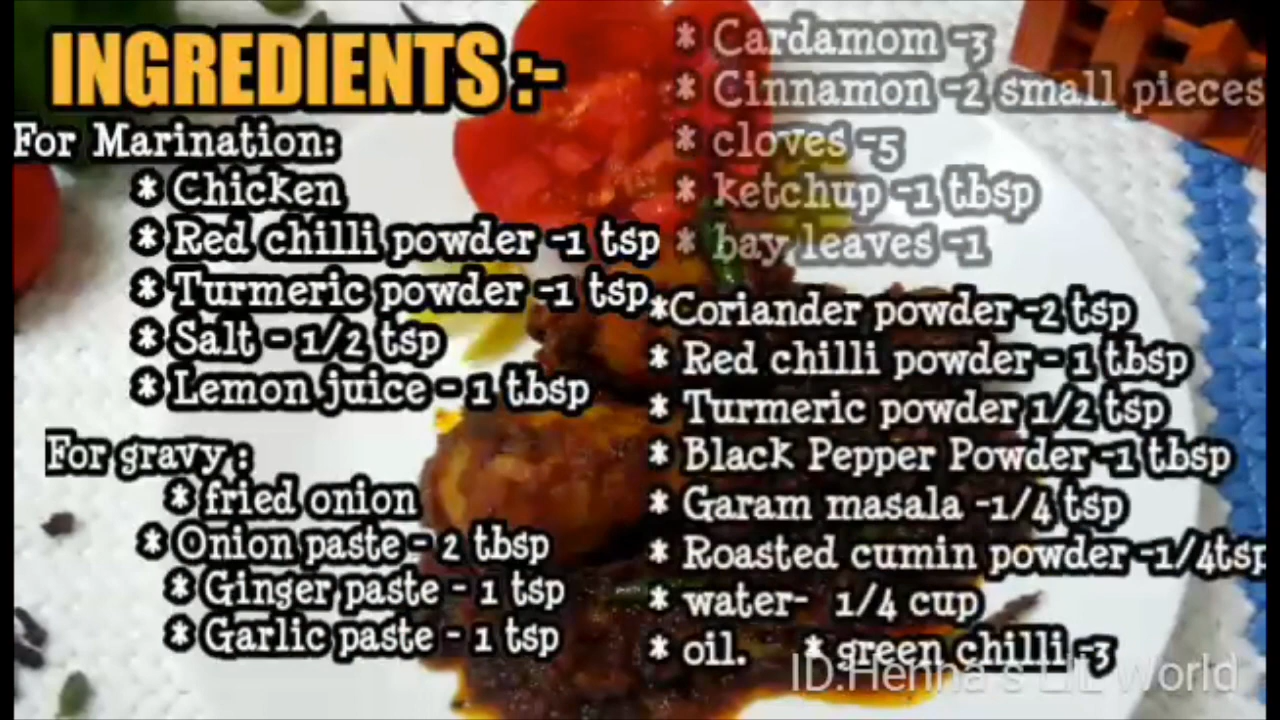 INGREDIENTS :-
For Marination:
* Chicken
* Red chilli powder -1 tsp
* Turmeric powder -1 tsp
* Salt - 1/2 tsp
* Lemon juice - 1 tbsp
For gravy :
* fried onion
* Onion paste - 2 tbsp
* Ginger paste - 1 tsp
* Garlic paste - 1 tsp
* Cardamom -3
* Cinnamon -2 small pieces
* cloves -5
* ketchup -1 tbsp
* bay leaves -1
*Coriander powder -2 tsp
* Red chilli powder - 1 tbsp
* Turmeric powder 1/2 tsp
* Black Pepper Powder -1 tbsp
* Garam masala -1/4 tsp
* Roasted cumin powder -1/4tsp
* water- 1/4 cup
* oil. * green chilli -3
ID:Henna's LIL World